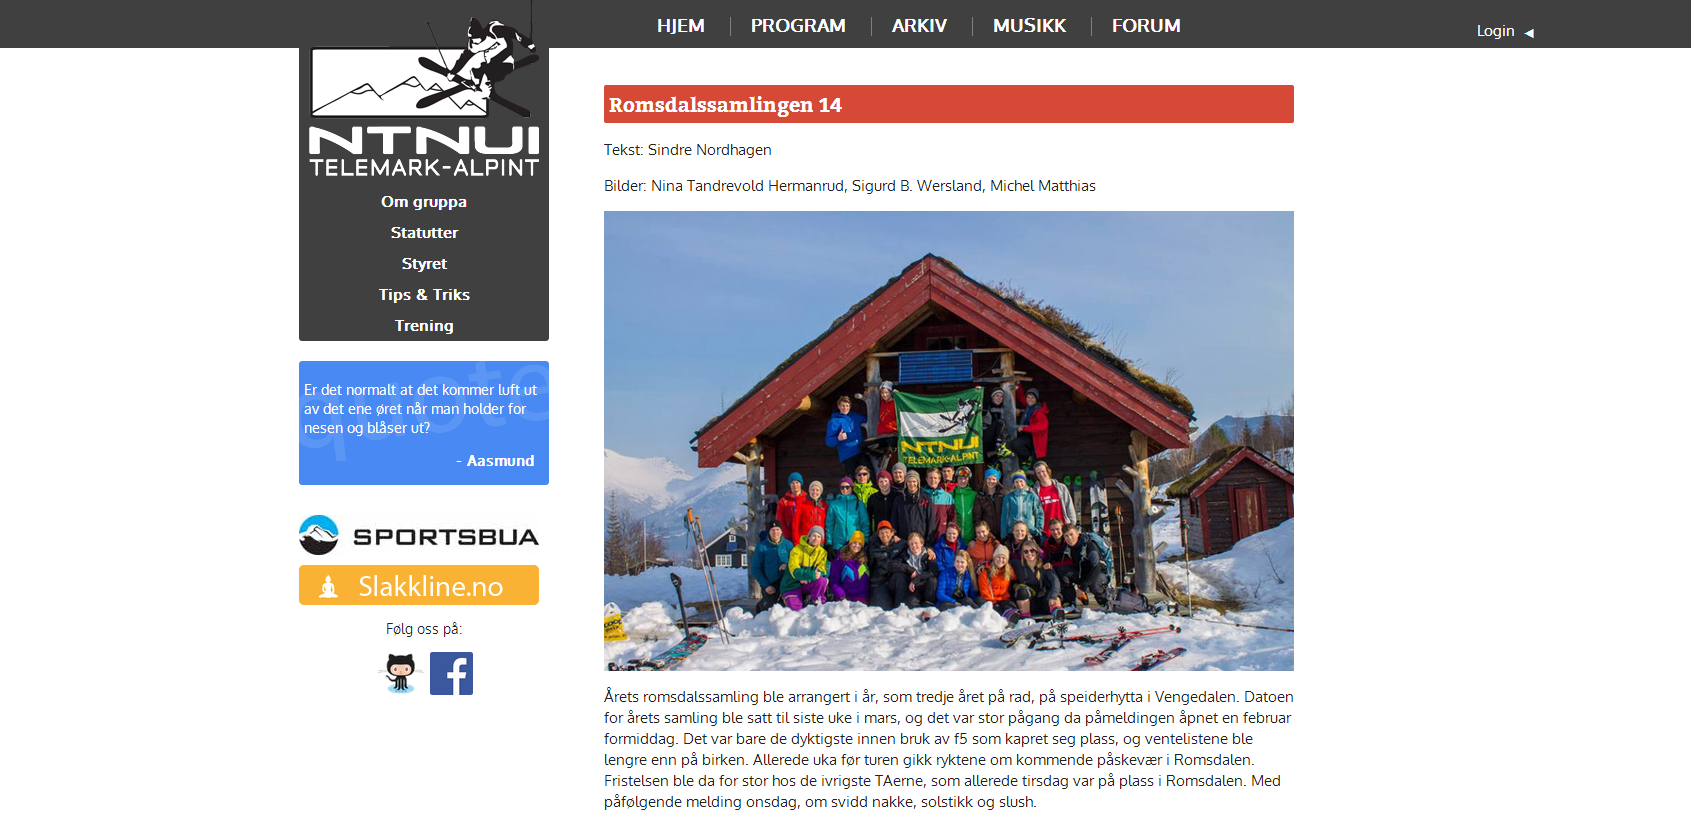 HJEM
PROGRAM
ARKIV
MUSIKK
FORUM
Login
NTNUI
TELEMARK-ALPINT
Om gruppa
Statutter
Styret
Tips & Triks
Trening
quote
Er det normalt at det kommer luft ut
av det ene øret når man holder for
nesen og blåser ut?
- Aasmund
SPORTSBUA
Slakkline.no
Følg oss på:
Romsdalssamlingen 14
Tekst: Sindre Nordhagen
Bilder: Nina Tandrevold Hermanrud, Sigurd B. Wersland, Michel Matthias
NTNUI
TELEMARK-ALPINT
Årets romsdalssamling ble arrangert i år, som tredje året på rad, på speiderhytta i Vengedalen. Datoen
for årets samling ble satt til siste uke i mars, og det var stor pågang da påmeldingen åpnet en februar
formiddag. Det var bare de dyktigste innen bruk av f5 som kapret seg plass, og ventelistene ble
lengre enn på birken. Allerede uka før turen gikk ryktene om kommende påskevær i Romsdalen.
Fristelsen ble da for stor hos de ivrigste TAerne, som allerede tirsdag var på plass i Romsdalen. Med
påfølgende melding onsdag, om svidd nakke, solstikk og slush.